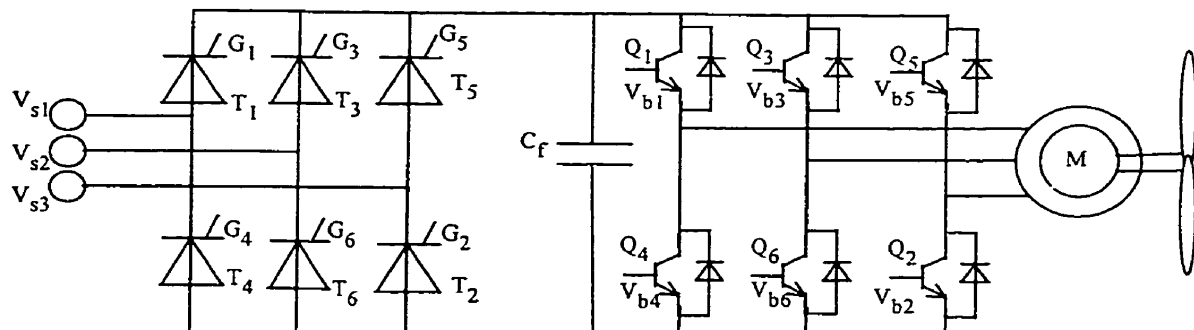 G1 G3 G5
T1 T3 T5
Vs1
Vs2
Vs3
G4 G6 G2
T4 T6 T2
Cf
Q1 Q3 Q5
Vb1 Vb3 Vb5
M
Q4 Q6 Q2
Vb4 Vb6 Vb2